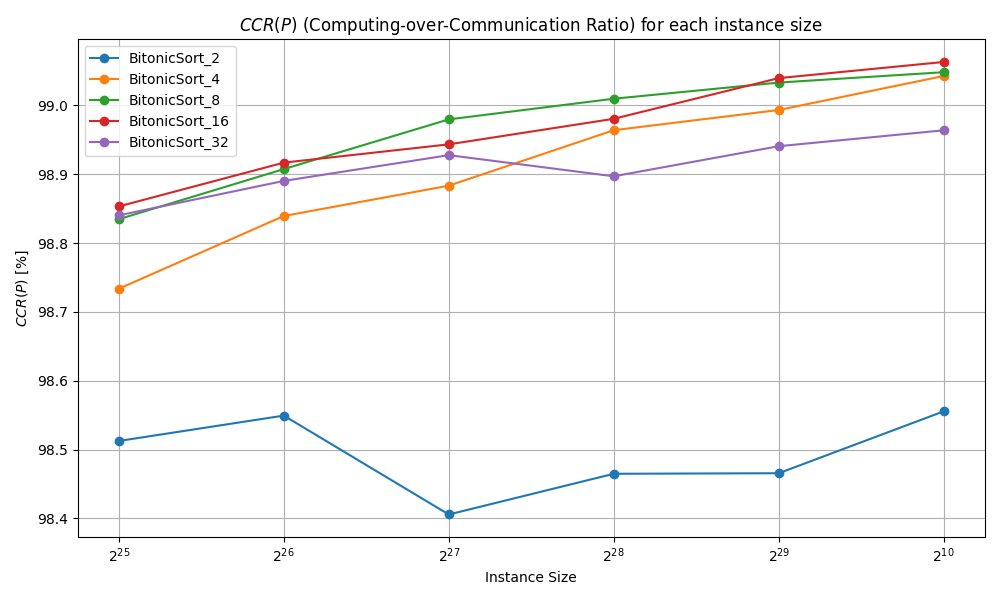 CCR(P) (Computing-over-Communication Ratio) for each instance size
BitonicSort_2
BitonicSort_4
BitonicSort_8
BitonicSort_16
BitonicSort_32
CCR(P) [%]
99.0
98.9
98.8
98.7
98.6
98.5
98.4
2^25 2^26 2^27 2^28 2^29 2^10
Instance Size